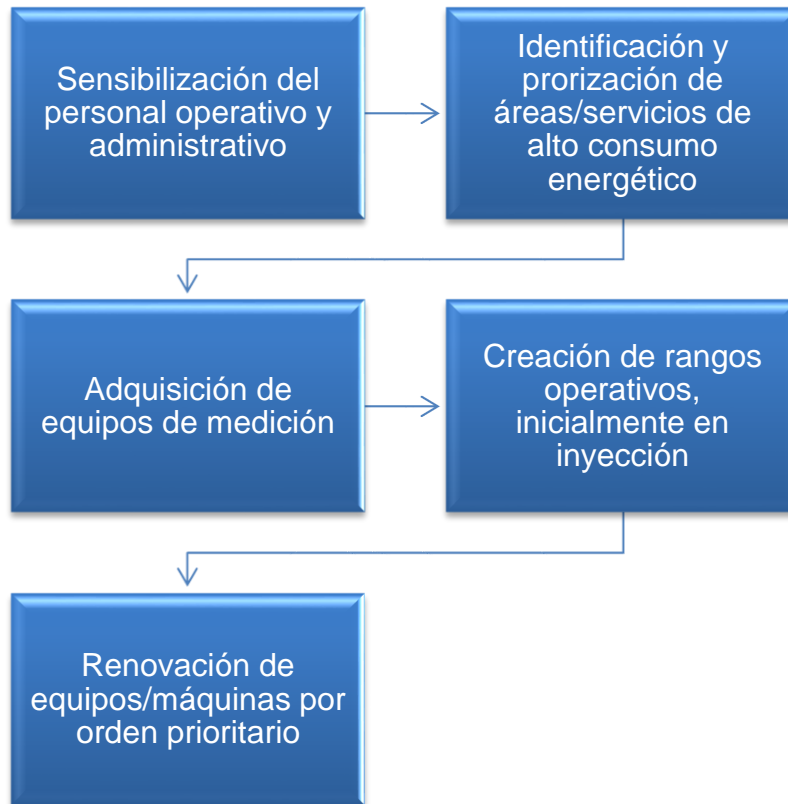 Sensibilización del
personal operativo y
administrativo
Identificación y
prorización de
áreas/servicios de
alto consumo
energético
Adquisición de
equipos de medición
Creación de rangos
operativos,
inicialmente en
inyección
Renovación de
equipos/máquinas por
orden prioritario